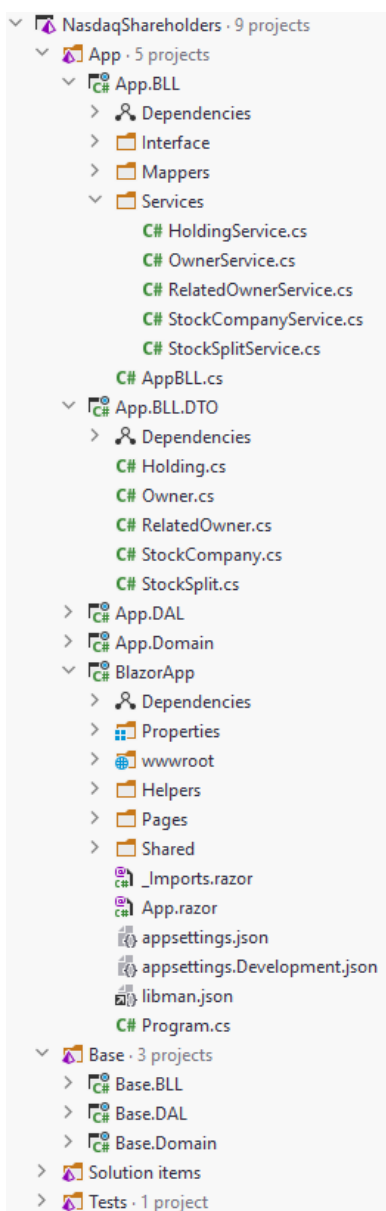 NasdaqShareholders · 9 projects
App · 5 projects
C# App.BLL
Dependencies
Interface
Mappers
Services
C# HoldingService.cs
C# OwnerService.cs
C# RelatedOwnerService.cs
C# StockCompanyService.cs
C# StockSplitService.cs
C# AppBLL.cs
C# App.BLL.DTO
Dependencies
C# Holding.cs
C# Owner.cs
C# RelatedOwner.cs
C# StockCompany.cs
C# StockSplit.cs
C# App.DAL
C# App.Domain
C# BlazorApp
Dependencies
Properties
wwwroot
Helpers
Pages
Shared
@ C# _Imports.razor
@ C# App.razor
appsettings.json
appsettings.Development.json
libman.json
C# Program.cs
Base · 3 projects
C# Base.BLL
C# Base.DAL
C# Base.Domain
Solution items
Tests · 1 project